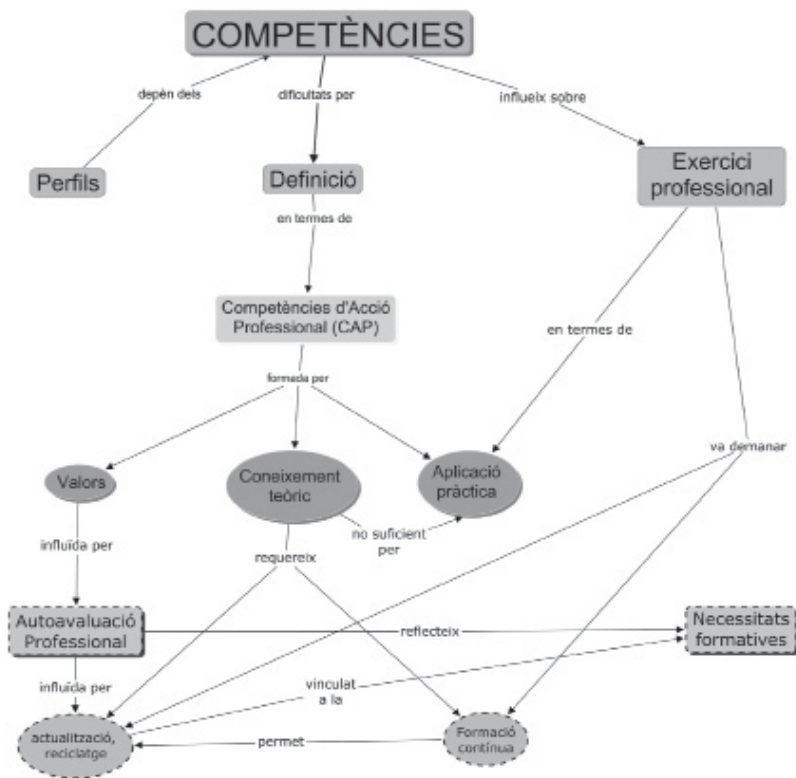 COMPETÈNCIES
depèn dels
dificultats per
influeix sobre
Perfils
Definició
Exercici
professional
en termes de
Competències d'Acció
Professional (CAP)
en termes de
formada per
Valors
Coneixement
teòric
Aplicació
pràctica
va demanar
no suficient
per
influïda per
requereix
Autoavaluació
Professional
reflecteix
Necessitats
formatives
influïda per
vinculat
a la
actualització,
reciclatge
permet
Formació
contínua